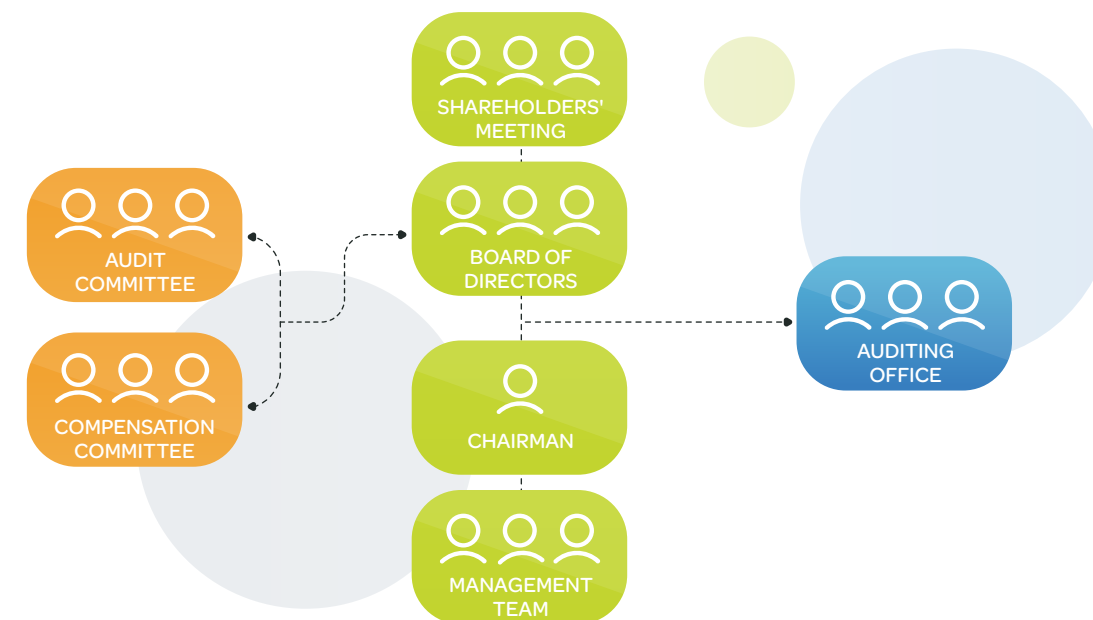 SHAREHOLDERS'
MEETING
AUDIT
COMMITTEE
BOARD OF
DIRECTORS
AUDITING
OFFICE
COMPENSATION
COMMITTEE
CHAIRMAN
MANAGEMENT
TEAM